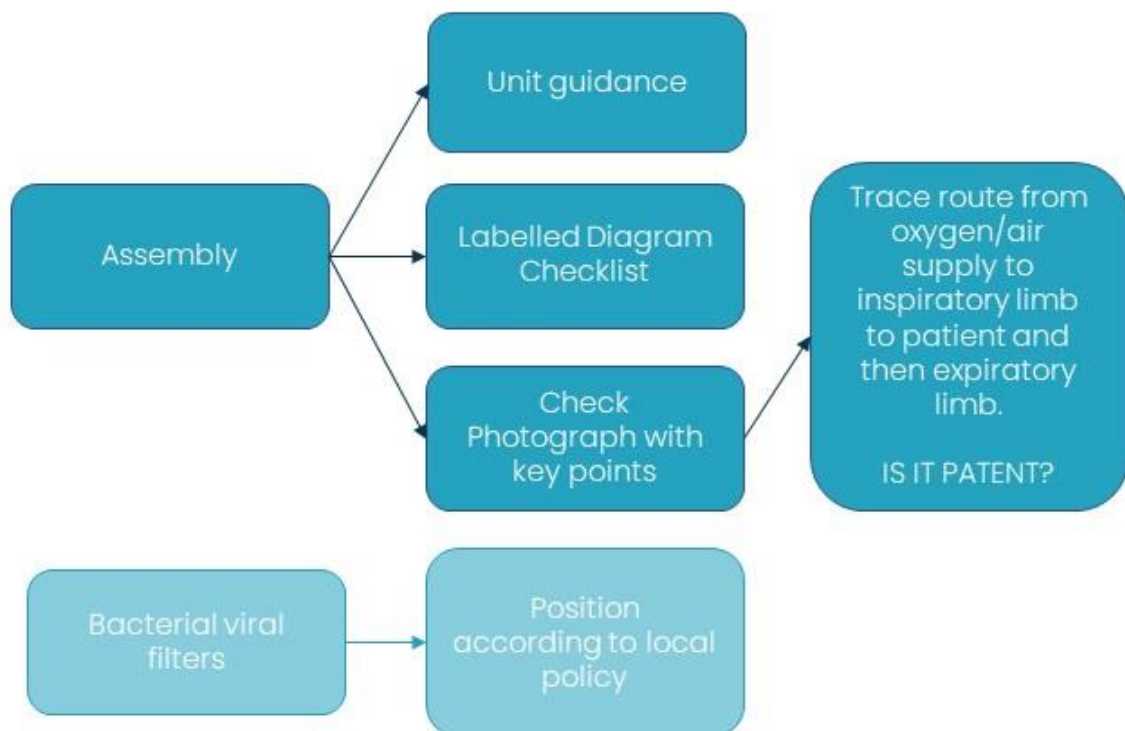 Unit guidance
Assembly
Labelled Diagram
Checklist
Check
Photograph with
key points
Trace route from
oxygen/air
supply to
inspiratory limb
to patient and
then expiratory
limb.
IS IT PATENT?
Bacterial viral
filters
Position
according to local
policy